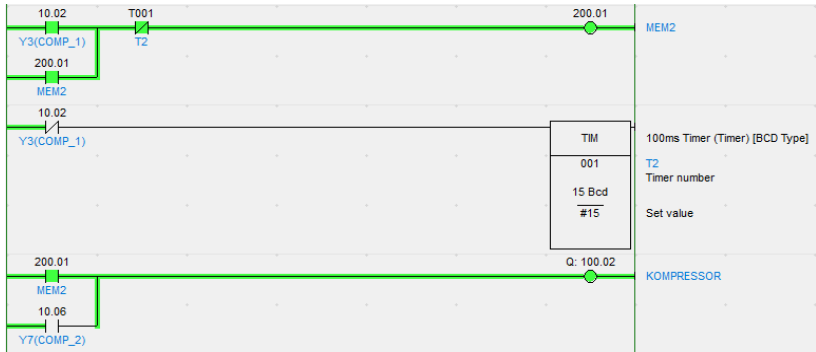 10.02 T001 200.01
Y3(COMP_1) T2 MEM2
200.01
MEM2
10.02
Y3(COMP_1)
TIM 100ms Timer (Timer) [BCD Type]
001 T2
Timer number
15 Bcd
#15 Set value
200.01 Q: 100.02
MEM2 KOMPRESSOR
10.06
Y7(COMP_2)